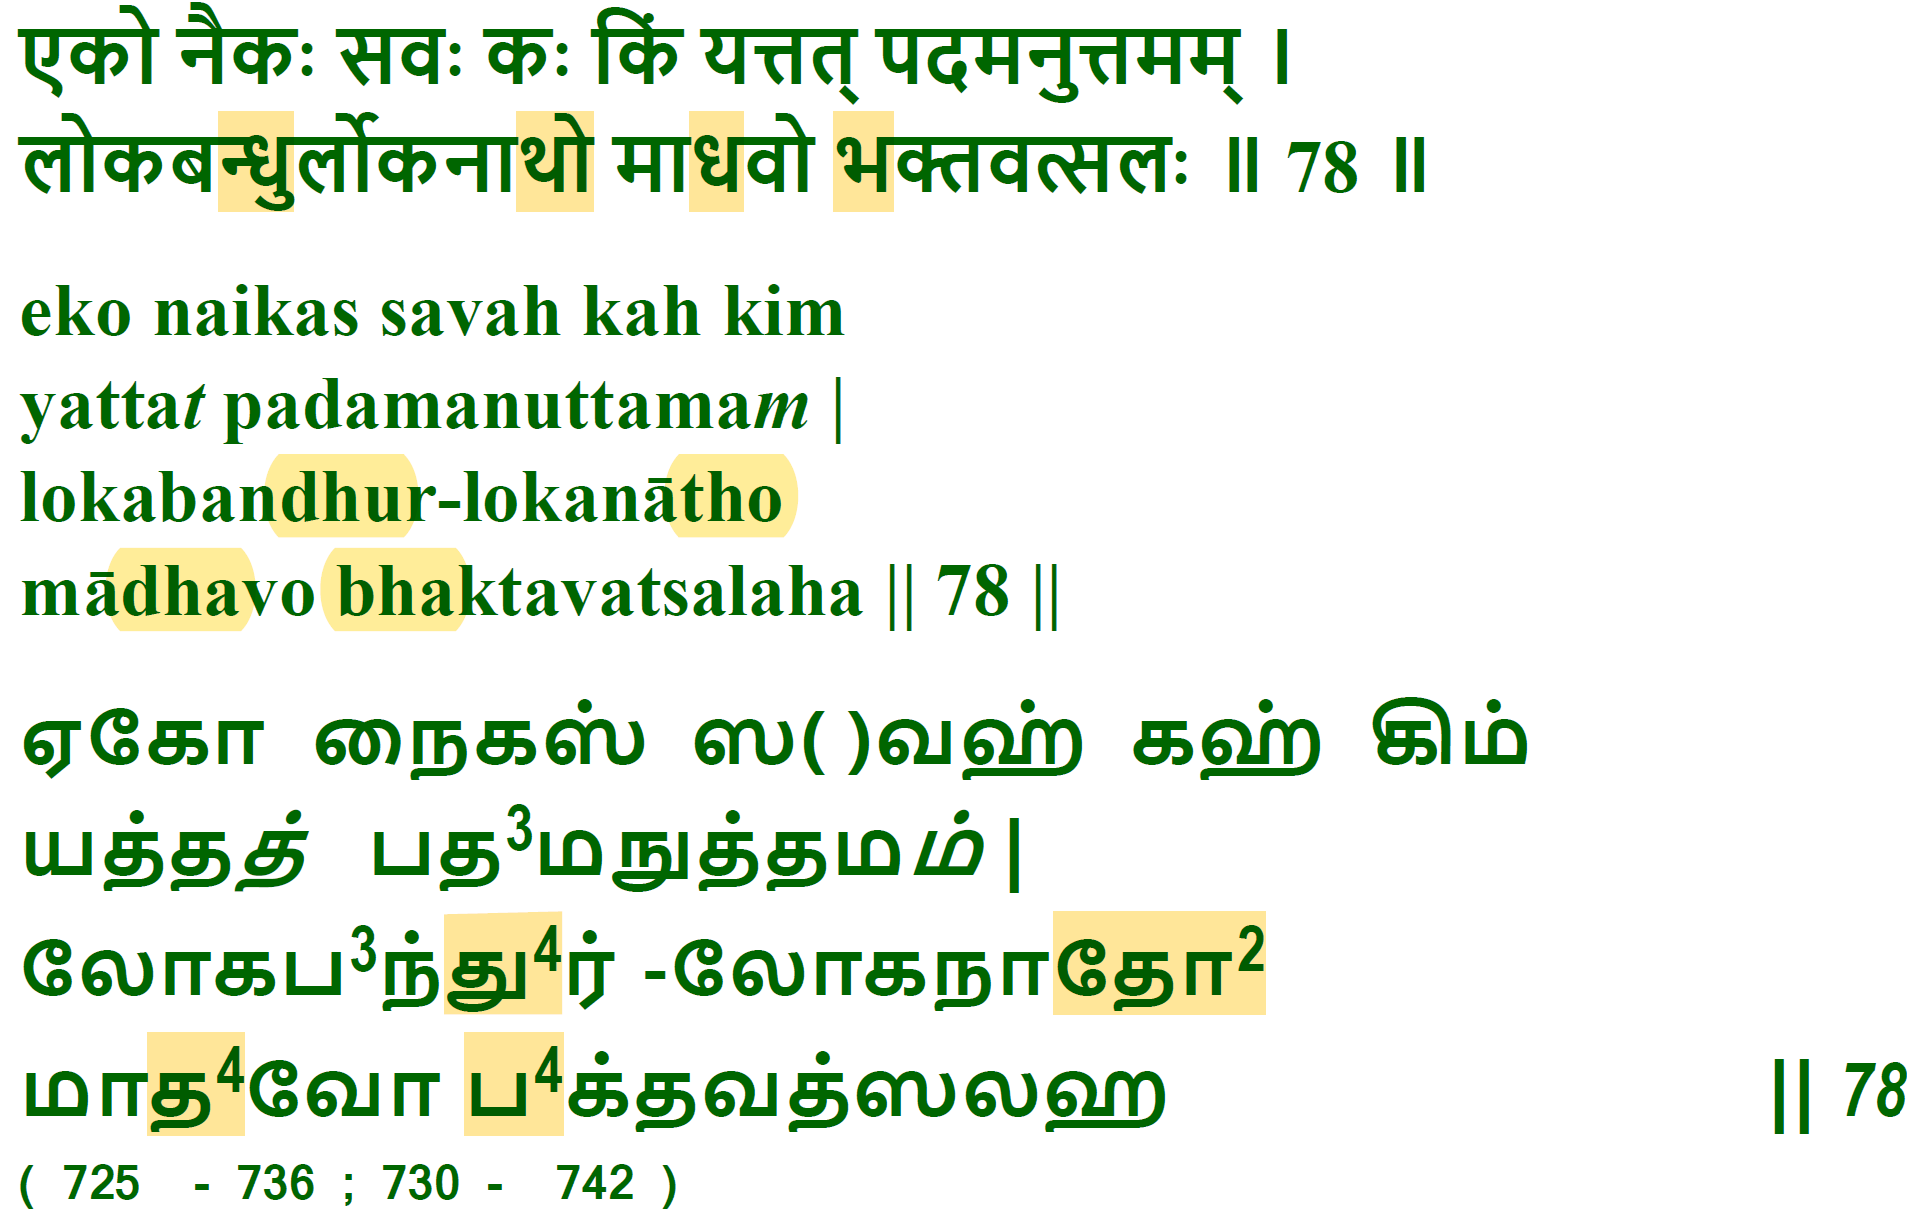 एको नैकः सवः कः किं यत्तत् पदमनुत्तमम् ।
लोकबन्धुर्लोकनाथो माधवो भक्तवत्सलः ॥ 78 ॥
eko naikas savah kah kim
yattat padamanuttamam |
lokabandhur-lokanātho
mādhavo bhaktavatsalaha || 78 ||
ஏகோ நைகஸ் ஸ( )வஹ் கஹ் கிம்
யத்தத் பத³மநுத்தமம் |
லோகப³ந்து⁴ர் -லோகநாதோ²
மாத⁴வோ ப⁴க்தவத்ஸலஹ || 78
( 725 - 736 ; 730 - 742 )